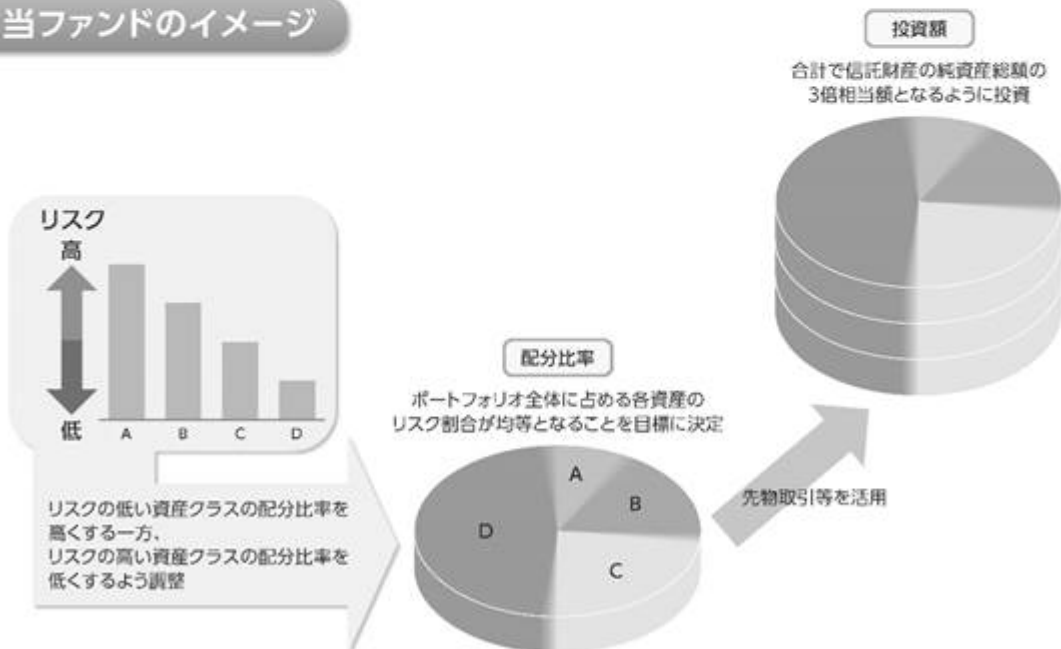 当ファンドのイメージ
投資額
合計で信託財産の純資産総額の
3倍相当額となるように投資
リスク
高
低
A B C D
配分比率
ポートフォリオ全体に占める各資産の
リスク割合が均等となることを目標に決定
リスクの低い資産クラスの配分比率を
高くする一方、
リスクの高い資産クラスの配分比率を
低くするよう調整
A
B
C
D
先物取引等を活用